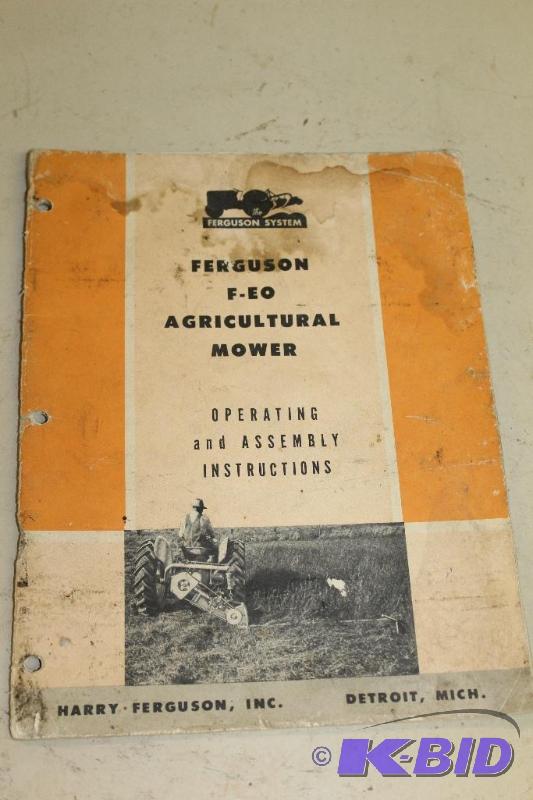 The
FERGUSON SYSTEM
FERGUSON
F-EO
AGRICULTURAL
MOWER
OPERATING
and ASSEMBLY
INSTRUCTIONS
HARRY FERGUSON, INC. DETROIT, MICH.
© K-BID